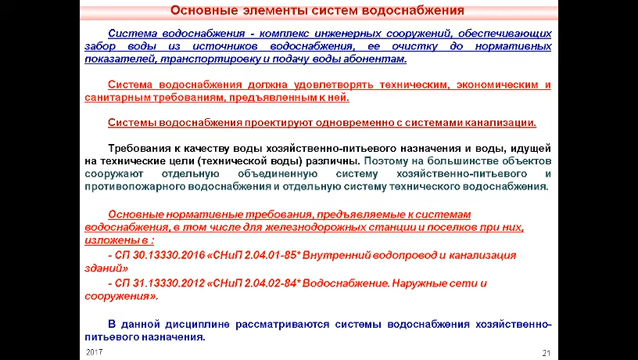 Основные элементы систем водоснабжения
Система водоснабжения - комплекс инженерных сооружений, обеспечивающих
забор воды из источников водоснабжения, ее очистку до нормативных
показателей, транспортировку и подачу воды абонентам.
Система водоснабжения должна удовлетворять техническим, экономическим и
санитарным требованиям, предъявленным к ней.
Системы водоснабжения проектируют одновременно с системами канализации.
Требования к качеству воды хозяйственно-питьевого назначения и воды, идущей
на технические цели (технической воды) различны. Поэтому на большинстве объектов
сооружают отдельную объединенную систему хозяйственно-питьевого и
противопожарного водоснабжения и отдельную систему технического водоснабжения.
Основные нормативные требования, предъявляемые к системам
водоснабжения, в том числе для железнодорожных станции и поселков при них,
изложены в :
- СП 30.13330.2016 «СНиП 2.04.01-85* Внутренний водопровод и канализация
зданий»
- СП 31.13330.2012 «СНиП 2.04.02-84* Водоснабжение. Наружные сети и
сооружения».
В данной дисциплине рассматриваются системы водоснабжения хозяйственно-
питьевого назначения.
2017
21